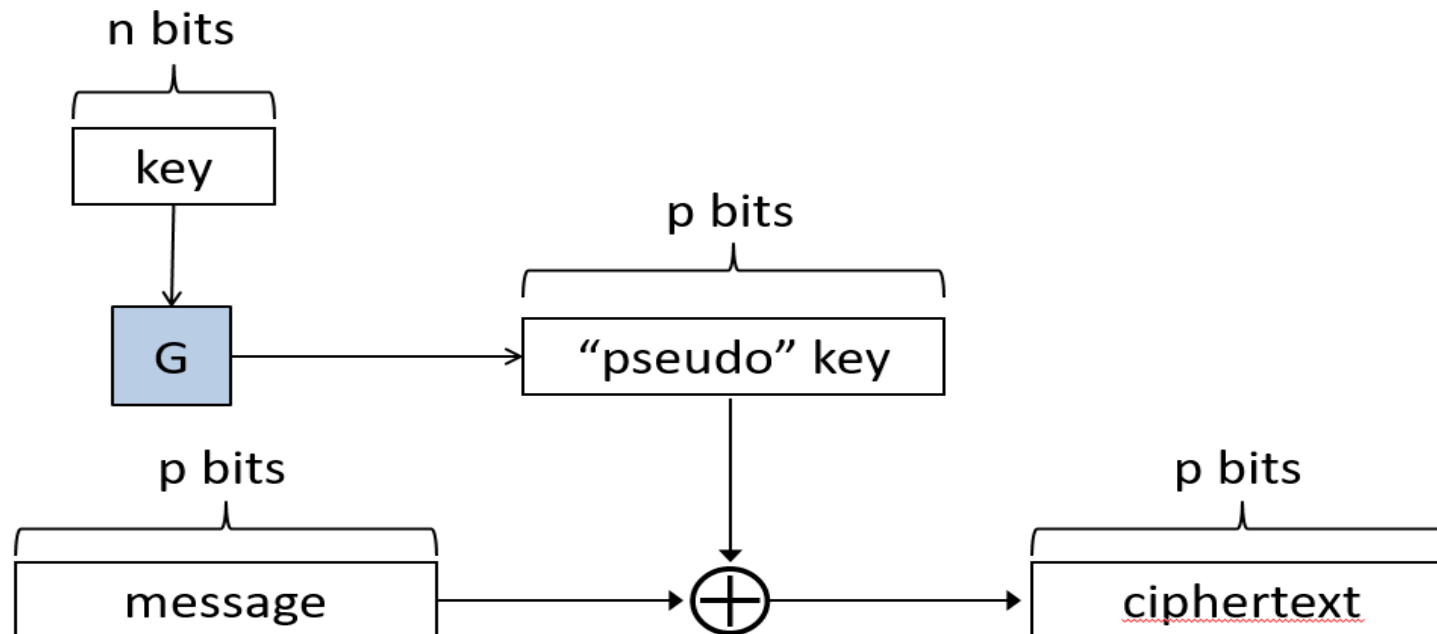 n bits
key
p bits
G
“pseudo” key
p bits
p bits
message
ciphertext